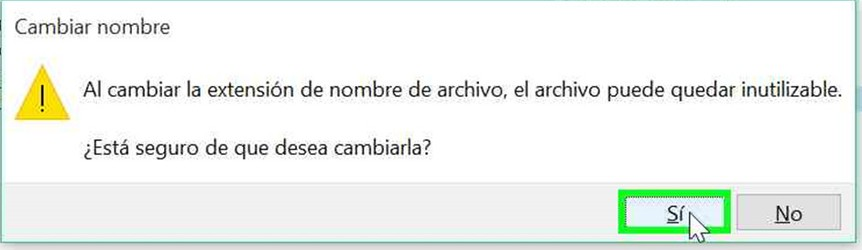 Cambiar nombre
Al cambiar la extensión de nombre de archivo, el archivo puede quedar inutilizable.
¿Está seguro de que desea cambiarla?
Sí No